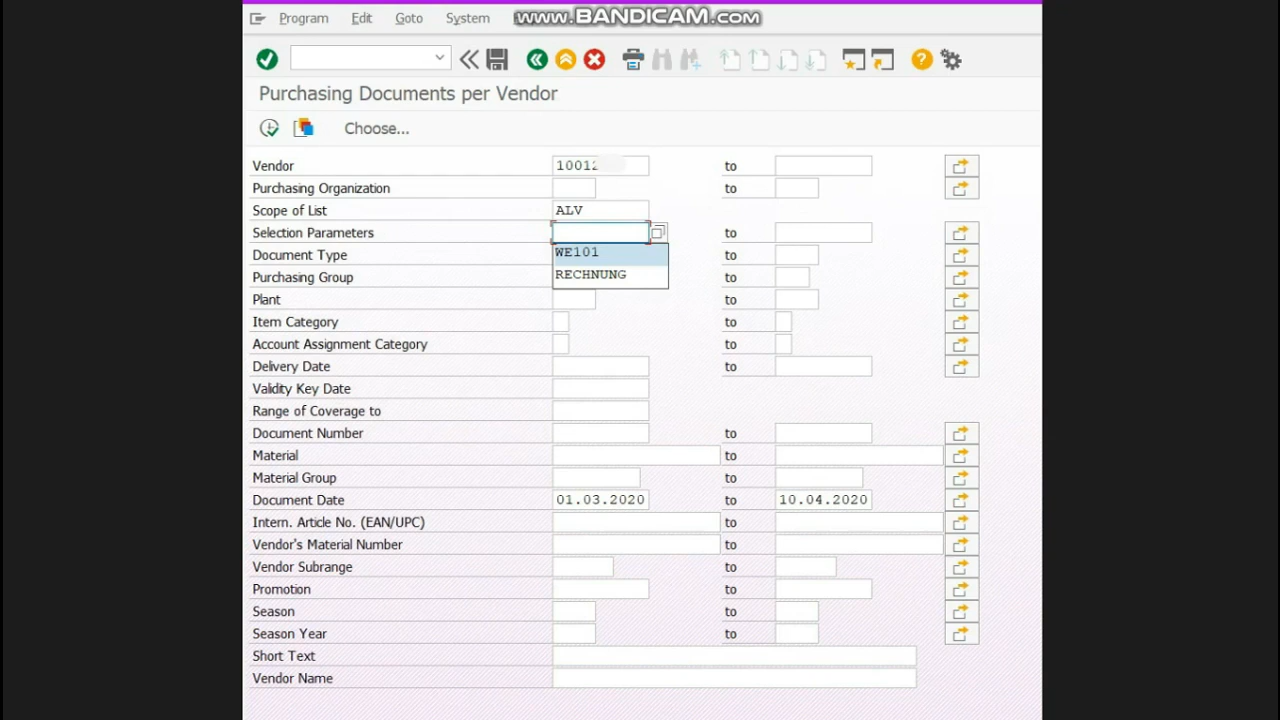 Program Edit Goto System www.BANDICAM.com
Purchasing Documents per Vendor
Choose...
Vendor 10012 to
Purchasing Organization to
Scope of List ALV
Selection Parameters to
WE101
Document Type to
RECHNUNG
Purchasing Group to
Plant to
Item Category to
Account Assignment Category to
Delivery Date to
Validity Key Date
Range of Coverage to
Document Number to
Material to
Material Group to
Document Date 01.03.2020 to 10.04.2020
Intern. Article No. (EAN/UPC) to
Vendor's Material Number to
Vendor Subrange to
Promotion to
Season to
Season Year to
Short Text
Vendor Name